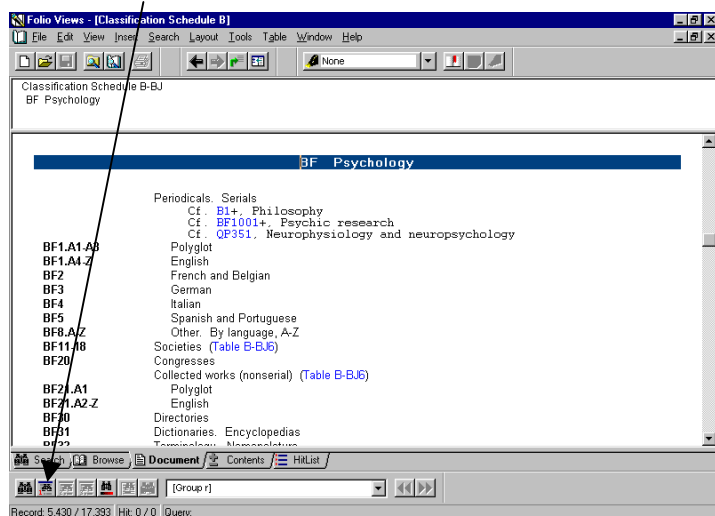 Folio Views - [Classification Schedule B]
File Edit View Insert Search Layout Tools Table Window Help
None
Classification Schedule B-BJ
BF Psychology
BF Psychology
Periodicals. Serials
Cf. B1+, Philosophy
Cf. BF1001+, Psychic research
Cf. QP351, Neurophysiology and neuropsychology
BF1.A1-A3 Polyglot
BF1.A4-Z English
BF2 French and Belgian
BF3 German
BF4 Italian
BF5 Spanish and Portuguese
BF8.A-Z Other. By language, A-Z
BF11-18 Societies (Table B-BJ6)
BF20 Congresses
Collected works (nonserial) (Table B-BJ6)
BF21.A1 Polyglot
BF21.A2-Z English
BF30 Directories
BF31 Dictionaries. Encyclopedias
BF32 Terminology. Nomenclature
Search Browse Document Contents HitList
[Group r]
Record: 5,430 / 17,393 Hit: 0 / 0 Query: